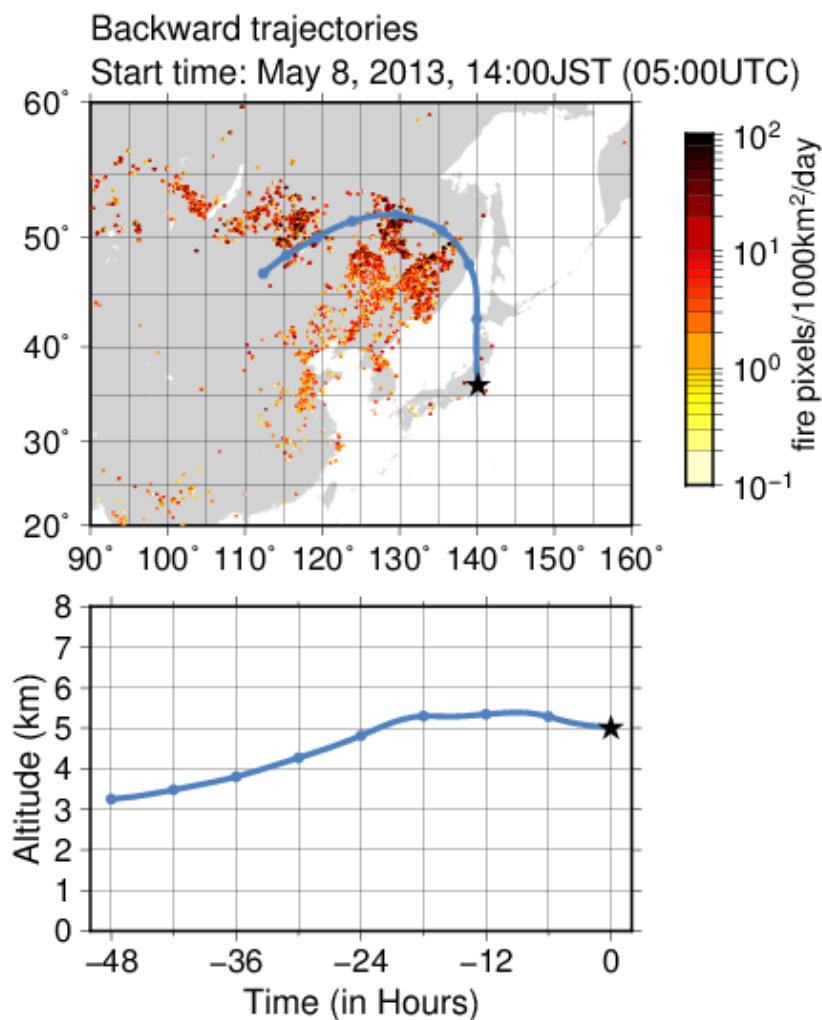 Backward trajectories
Start time: May 8, 2013, 14:00JST (05:00UTC)
60°
50°
40°
30°
20°
90° 100° 110° 120° 130° 140° 150° 160°
10²
10¹
10⁰
10⁻¹
fire pixels/1000km²/day
8
7
6
5
4
3
2
1
0
Altitude (km)
−48 −36 −24 −12 0
Time (in Hours)